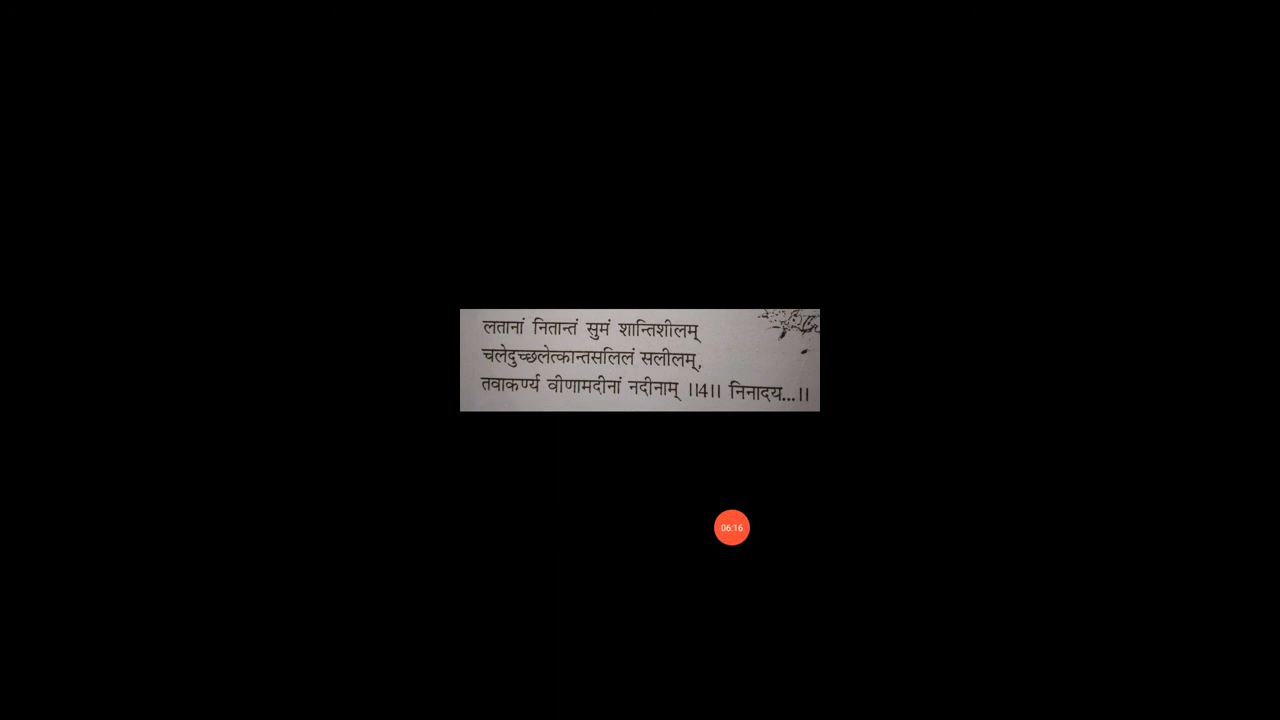 लतानां नितान्तं सुमं शान्तिशीलम्
चलेदुच्छलेत्कान्तसलिलं सलीलम्,
तवाकर्ण्य वीणामदीनां नदीनाम् ।।4।। निनादय...।।
06:16